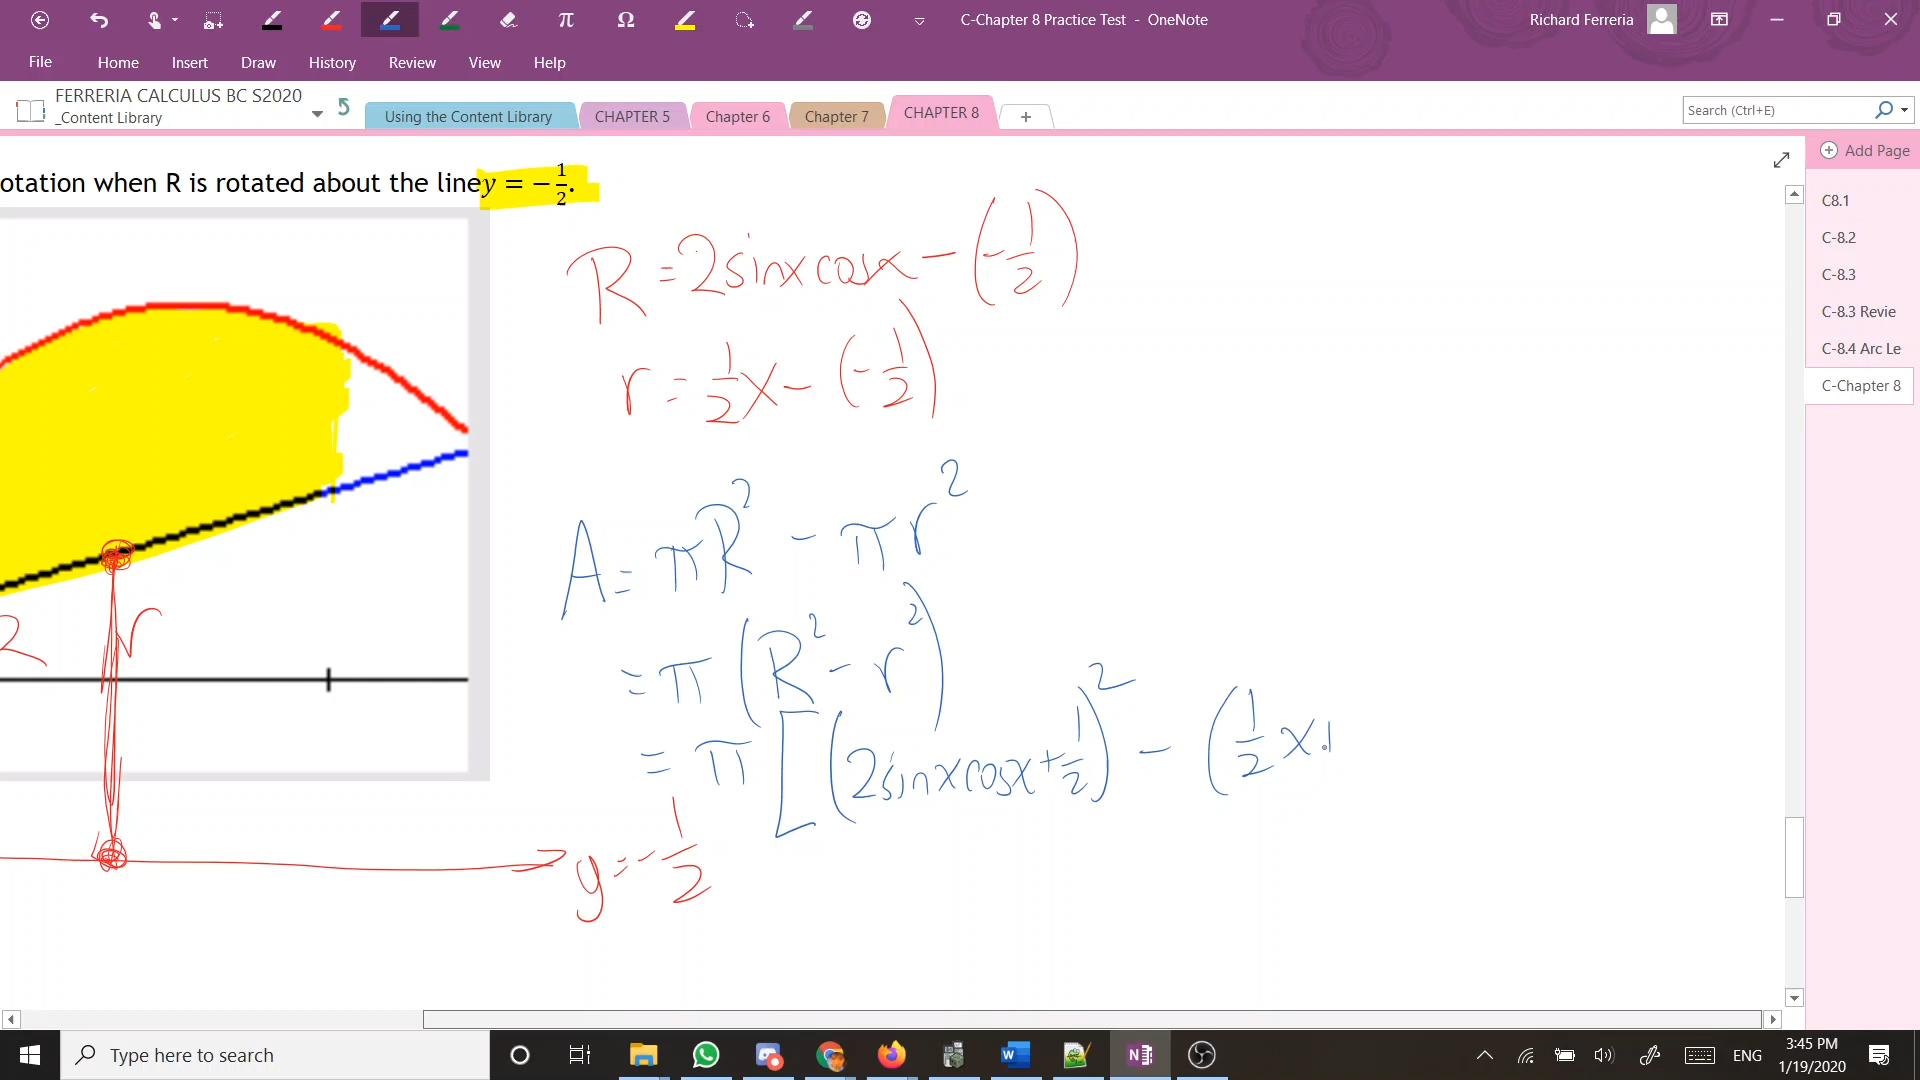 C-Chapter 8 Practice Test - OneNote
Richard Ferreria
File Home Insert Draw History Review View Help
FERRERIA CALCULUS BC S2020
_Content Library
Using the Content Library
CHAPTER 5
Chapter 6
Chapter 7
CHAPTER 8
+
Search (Ctrl+E)
Add Page
C8.1
C-8.2
C-8.3
C-8.3 Revie
C-8.4 Arc Le
C-Chapter 8
otation when R is rotated about the line y = -1/2.
R = 2sinxcosx - (-1/2)
r = 1/2x - (-1/2)
A = πR² - πr²
= π(R² - r²)
= π[(2sinxcosx + 1/2)² - (1/2x
r
y = -1/2
Type here to search
ENG
3:45 PM
1/19/2020